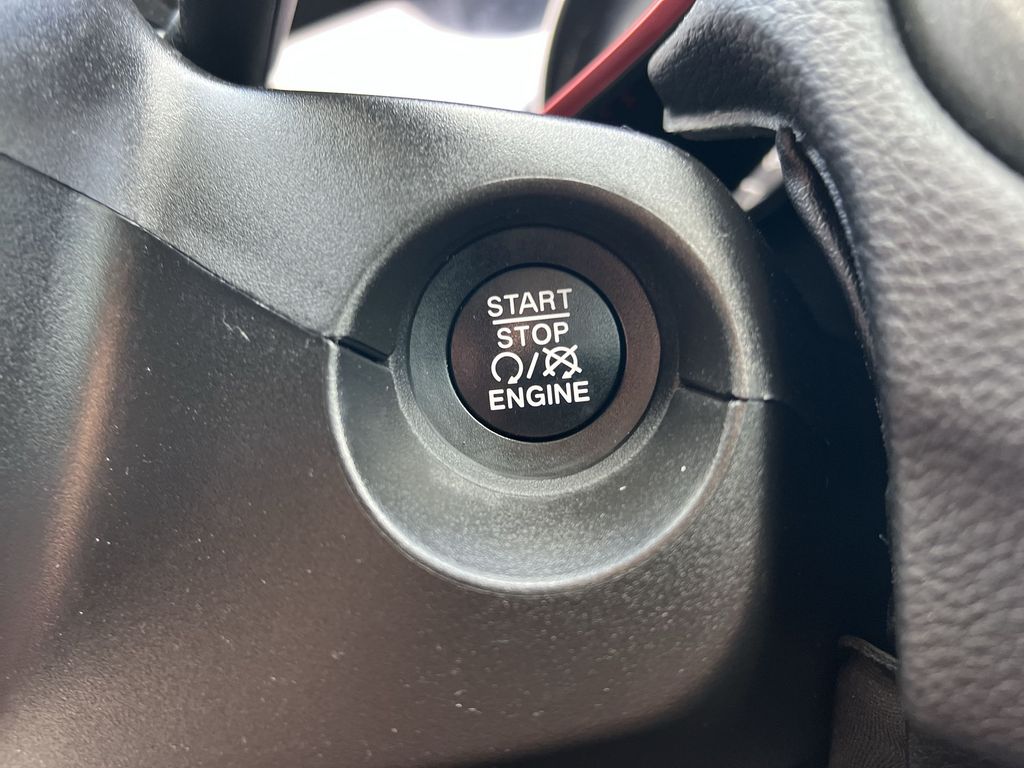 START
STOP
/
ENGINE